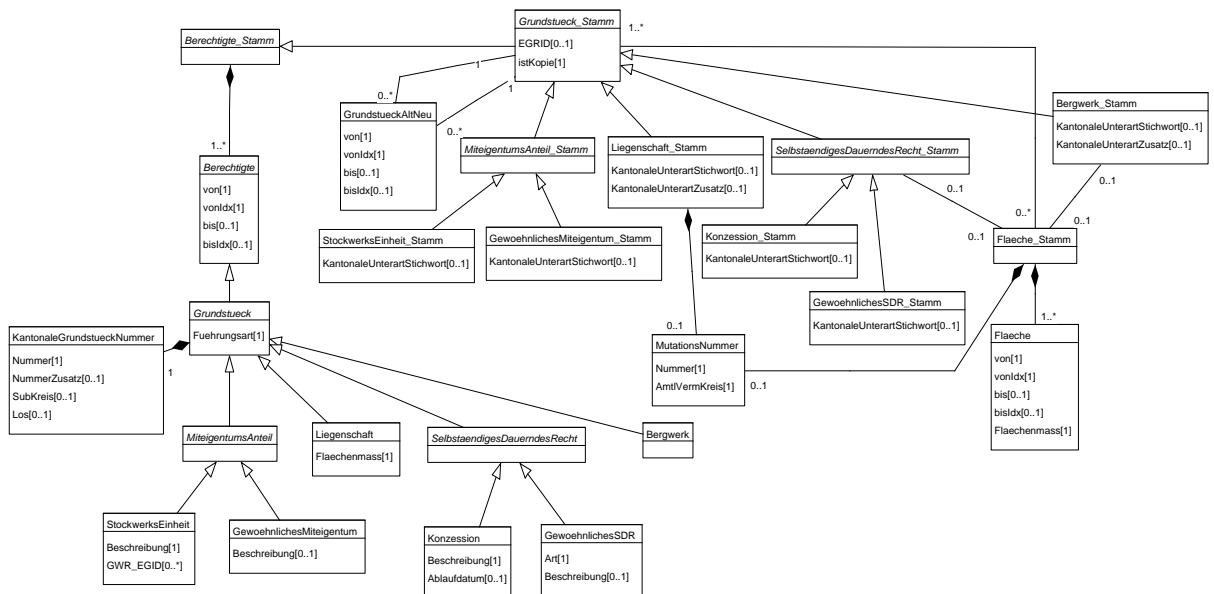 Grundstueck_Stamm
EGRID[0..1]
istKopie[1]
1..*
Berechtigte_Stamm
1
1
0..*
0..*
GrundstueckAltNeu
von[1]
vonIdx[1]
bis[0..1]
bisIdx[0..1]
Bergwerk_Stamm
KantonaleUnterartStichwort[0..1]
KantonaleUnterartZusatz[0..1]
1..*
MiteigentumsAnteil_Stamm
Liegenschaft_Stamm
KantonaleUnterartStichwort[0..1]
KantonaleUnterartZusatz[0..1]
SelbstaendigesDauerndesRecht_Stamm
0..1
0..1
Berechtigte
von[1]
vonIdx[1]
bis[0..1]
bisIdx[0..1]
0..*
0..1
0..1
StockwerksEinheit_Stamm
KantonaleUnterartStichwort[0..1]
GewoehnlichesMiteigentum_Stamm
KantonaleUnterartStichwort[0..1]
Konzession_Stamm
KantonaleUnterartStichwort[0..1]
Flaeche_Stamm
GewoehnlichesSDR_Stamm
KantonaleUnterartStichwort[0..1]
Grundstueck
Fuehrungsart[1]
KantonaleGrundstueckNummer
Nummer[1]
NummerZusatz[0..1]
SubKreis[0..1]
Los[0..1]
1
0..1
MutationsNummer
Nummer[1]
AmtlVermKreis[1]
0..1
1..*
Flaeche
von[1]
vonIdx[1]
bis[0..1]
bisIdx[0..1]
Flaechenmass[1]
MiteigentumsAnteil
Liegenschaft
Flaechenmass[1]
SelbstaendigesDauerndesRecht
Bergwerk
StockwerksEinheit
Beschreibung[1]
GWR_EGID[0..*]
GewoehnlichesMiteigentum
Beschreibung[0..1]
Konzession
Beschreibung[1]
Ablaufdatum[0..1]
GewoehnlichesSDR
Art[1]
Beschreibung[0..1]